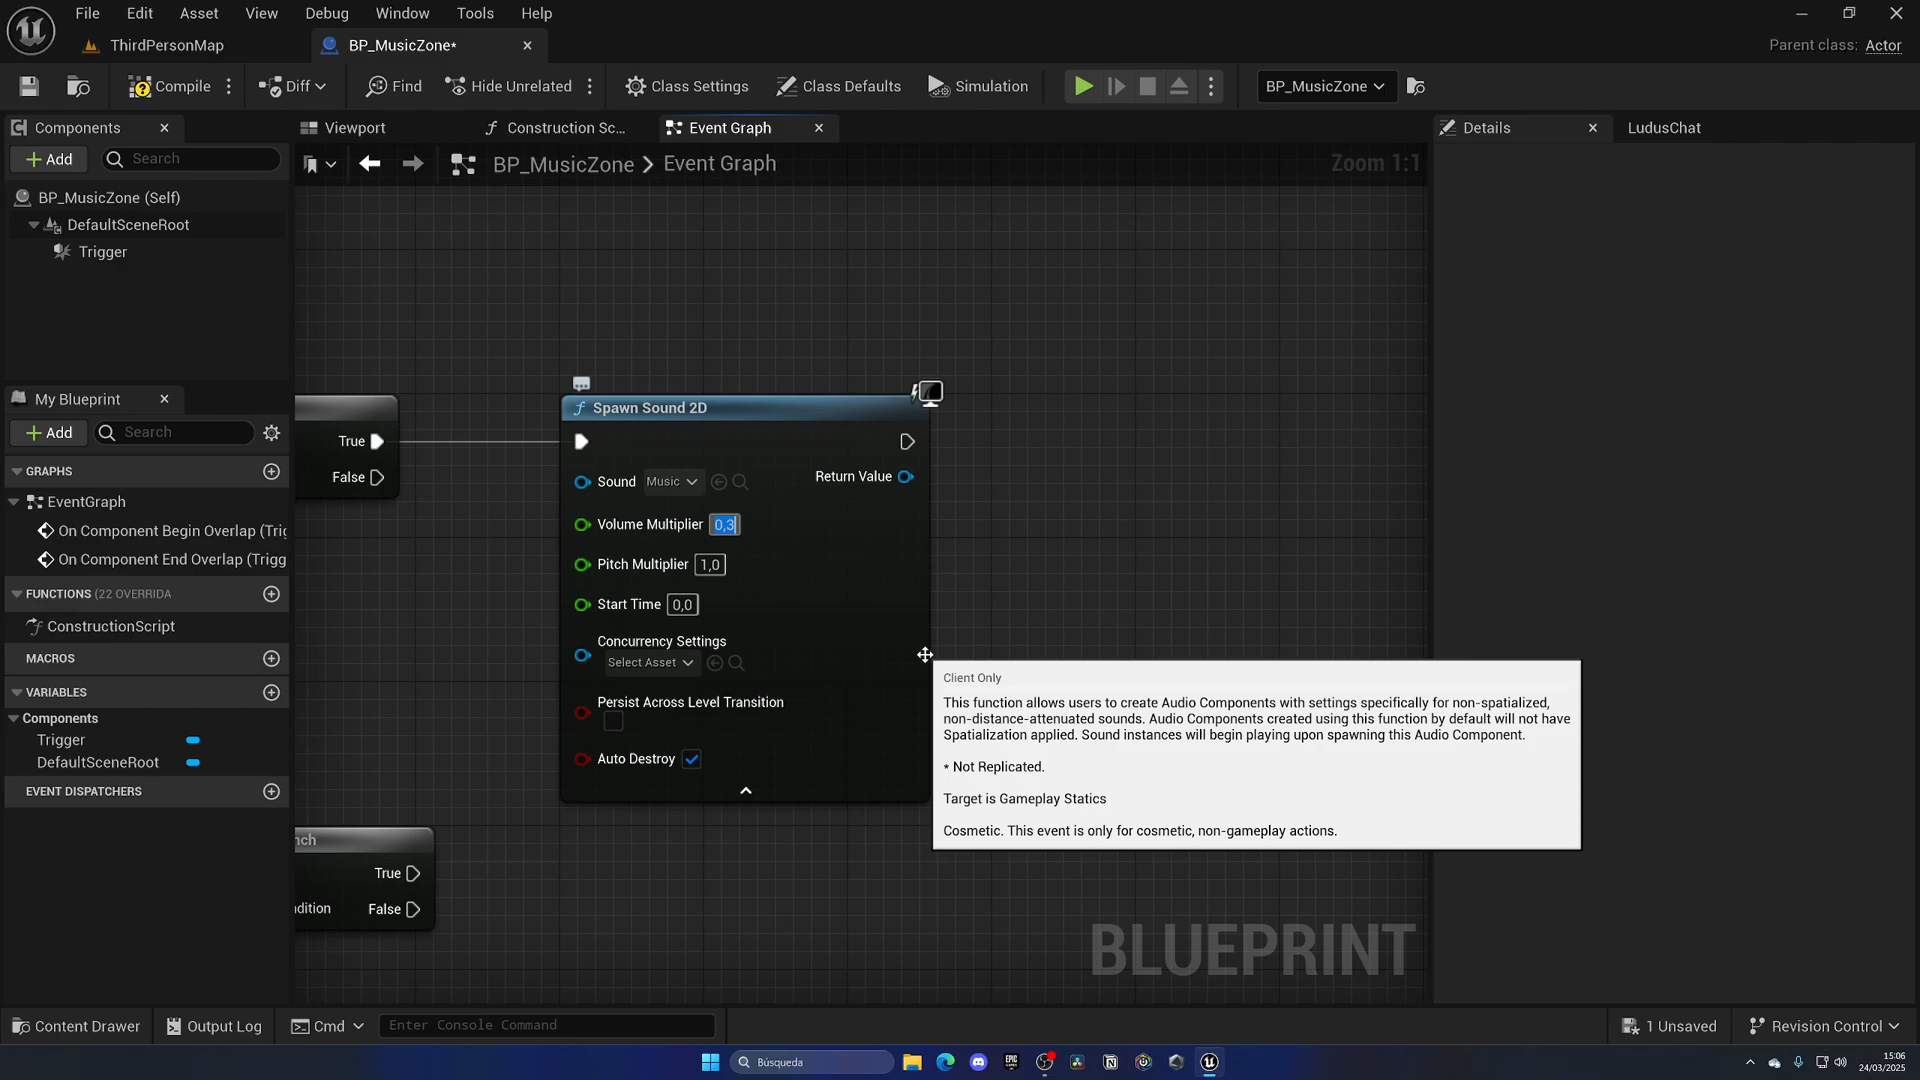 File Edit Asset View Debug Window Tools Help
ThirdPersonMap
BP_MusicZone*
Parent class: Actor
Compile
Diff
Find
Hide Unrelated
Class Settings
Class Defaults
Simulation
BP_MusicZone
Components
Viewport
Construction Sc...
Event Graph
Details
LudusChat
Add
Search
BP_MusicZone > Event Graph
Zoom 1:1
BP_MusicZone (Self)
DefaultSceneRoot
Trigger
My Blueprint
Add
Search
GRAPHS
EventGraph
On Component Begin Overlap (Trig
On Component End Overlap (Trigg
FUNCTIONS (22 OVERRIDA
ConstructionScript
MACROS
VARIABLES
Components
Trigger
DefaultSceneRoot
EVENT DISPATCHERS
True
False
Spawn Sound 2D
Sound Music
Return Value
Volume Multiplier 0,3
Pitch Multiplier 1,0
Start Time 0,0
Concurrency Settings
Select Asset
Persist Across Level Transition
Auto Destroy
Client Only
This function allows users to create Audio Components with settings specifically for non-spatialized,
non-distance-attenuated sounds. Audio Components created using this function by default will not have
Spatialization applied. Sound instances will begin playing upon spawning this Audio Component.
* Not Replicated.
Target is Gameplay Statics
Cosmetic. This event is only for cosmetic, non-gameplay actions.
nch
True
dition
False
BLUEPRINT
Content Drawer
Output Log
Cmd
Enter Console Command
1 Unsaved
Revision Control
Búsqueda
EPIC
15:06
24/03/2025